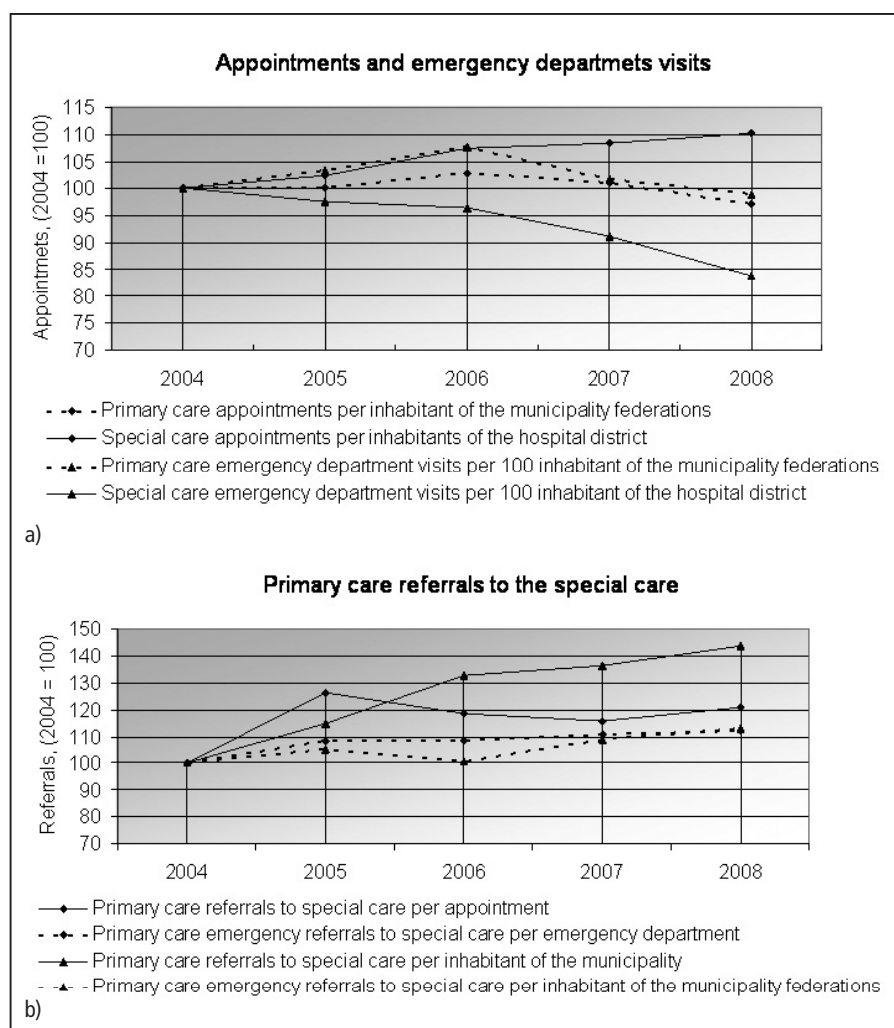 Appointments and emergency departmets visits
Appointmets, (2004 =100)
115
110
105
100
95
90
85
80
75
70
2004 2005 2006 2007 2008
Primary care appointments per inhabitant of the municipality federations
Special care appointments per inhabitants of the hospital district
Primary care emergency department visits per 100 inhabitant of the municipality federations
Special care emergency department visits per 100 inhabitant of the hospital district
a)
Primary care referrals to the special care
Referrals, (2004 = 100)
150
140
130
120
110
100
90
80
70
2004 2005 2006 2007 2008
Primary care referrals to special care per appointment
Primary care emergency referrals to special care per emergency department
Primary care referrals to special care per inhabitant of the municipality
Primary care emergency referrals to special care per inhabitant of the municipality federations
b)